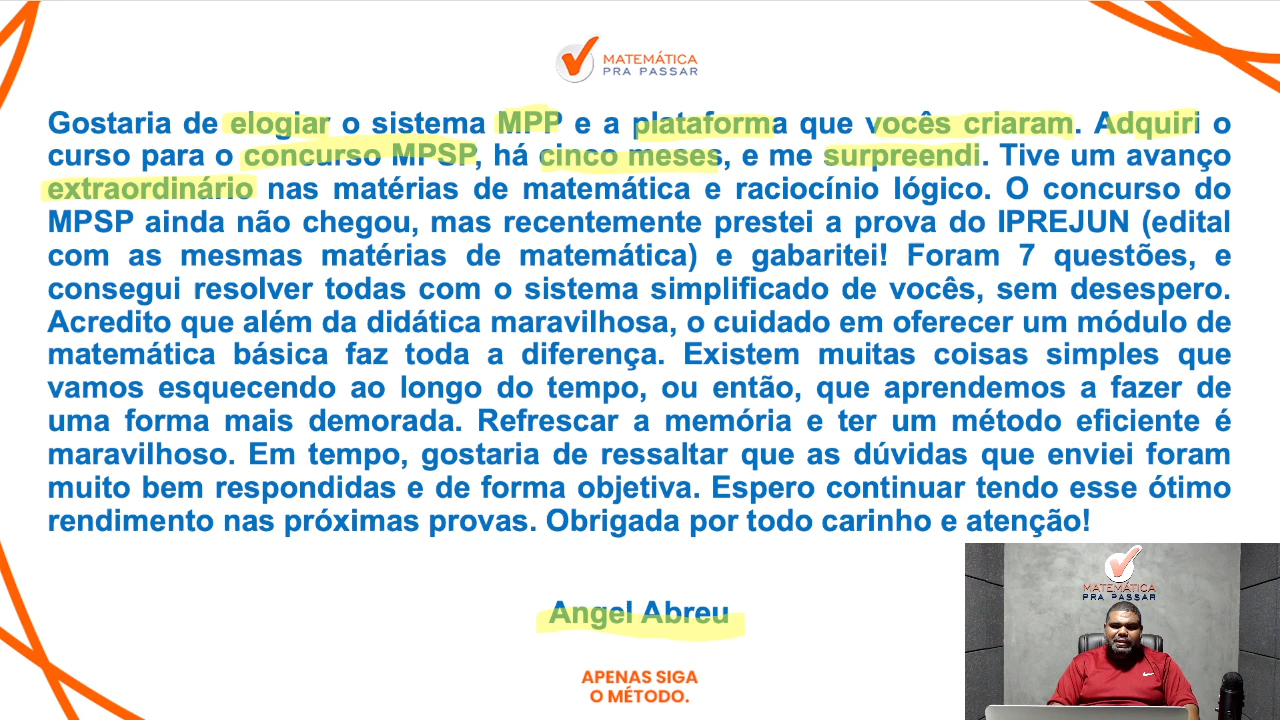 MATEMÁTICA
PRA PASSAR
Gostaria de elogiar o sistema MPP e a plataforma que vocês criaram. Adquiri o
curso para o concurso MPSP, há cinco meses, e me surpreendi. Tive um avanço
extraordinário nas matérias de matemática e raciocínio lógico. O concurso do
MPSP ainda não chegou, mas recentemente prestei a prova do IPREJUN (edital
com as mesmas matérias de matemática) e gabaritei! Foram 7 questões, e
consegui resolver todas com o sistema simplificado de vocês, sem desespero.
Acredito que além da didática maravilhosa, o cuidado em oferecer um módulo de
matemática básica faz toda a diferença. Existem muitas coisas simples que
vamos esquecendo ao longo do tempo, ou então, que aprendemos a fazer de
uma forma mais demorada. Refrescar a memória e ter um método eficiente é
maravilhoso. Em tempo, gostaria de ressaltar que as dúvidas que enviei foram
muito bem respondidas e de forma objetiva. Espero continuar tendo esse ótimo
rendimento nas próximas provas. Obrigada por todo carinho e atenção!
Angel Abreu
APENAS SIGA
O MÉTODO.
MATEMÁTICA
PRA PASSAR